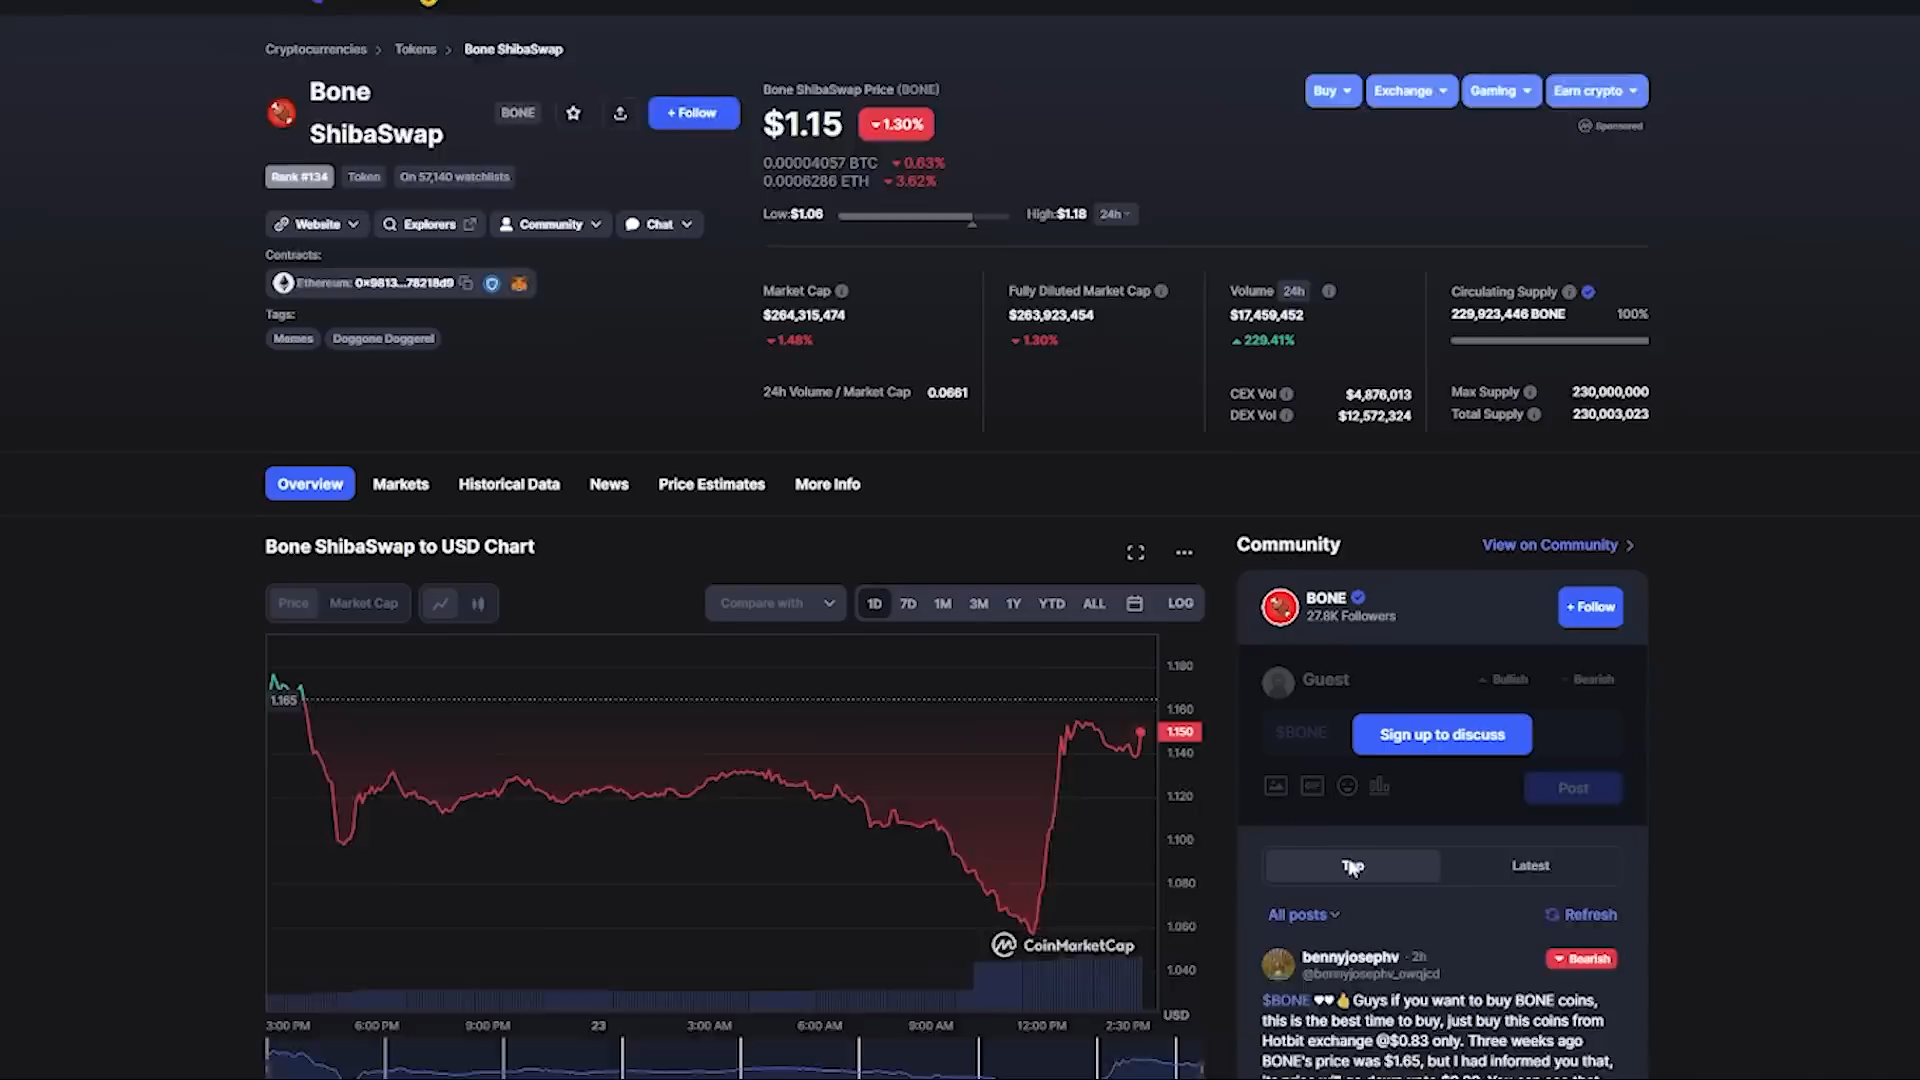 Cryptocurrencies > Tokens > Bone ShibaSwap
Bone
ShibaSwap
BONE
+ Follow
Rank #134
Token
On 57,140 watchlists
Website
Explorers
Community
Chat
Contracts:
Ethereum: 0x9813...78218d9
Tags:
Memes
Doggone Doggerel
Bone ShibaSwap Price (BONE)
$1.15
1.30%
0.00004057 BTC 0.63%
0.0006286 ETH 3.62%
Low:$1.06
High:$1.18
24h
Buy
Exchange
Gaming
Earn crypto
Sponsored
Market Cap
$264,315,474
1.48%
24h Volume / Market Cap 0.0661
Fully Diluted Market Cap
$263,923,454
1.30%
Volume 24h
$17,459,452
229.41%
CEX Vol $4,876,013
DEX Vol $12,572,324
Circulating Supply
229,923,446 BONE 100%
Max Supply 230,000,000
Total Supply 230,003,023
Overview
Markets
Historical Data
News
Price Estimates
More Info
Bone ShibaSwap to USD Chart
Price
Market Cap
Compare with
1D
7D
1M
3M
1Y
YTD
ALL
LOG
1.165
1.180
1.160
1.150
1.140
1.120
1.100
1.080
1.060
1.040
USD
CoinMarketCap
3:00 PM
6:00 PM
9:00 PM
23
3:00 AM
6:00 AM
9:00 AM
12:00 PM
2:30 PM
Community
View on Community >
BONE
27.8K Followers
+ Follow
Guest
Bullish
Bearish
$BONE
Sign up to discuss
GIF
Post
Top
Latest
All posts
Refresh
bennyjosephv · 2h
@bennyjosephv_owqjcd
Bearish
$BONE ♥♥👍Guys if you want to buy BONE coins,
this is the best time to buy, just buy this coins from
Hotbit exchange @$0.83 only. Three weeks ago
BONE's price was $1.65, but I had informed you that,